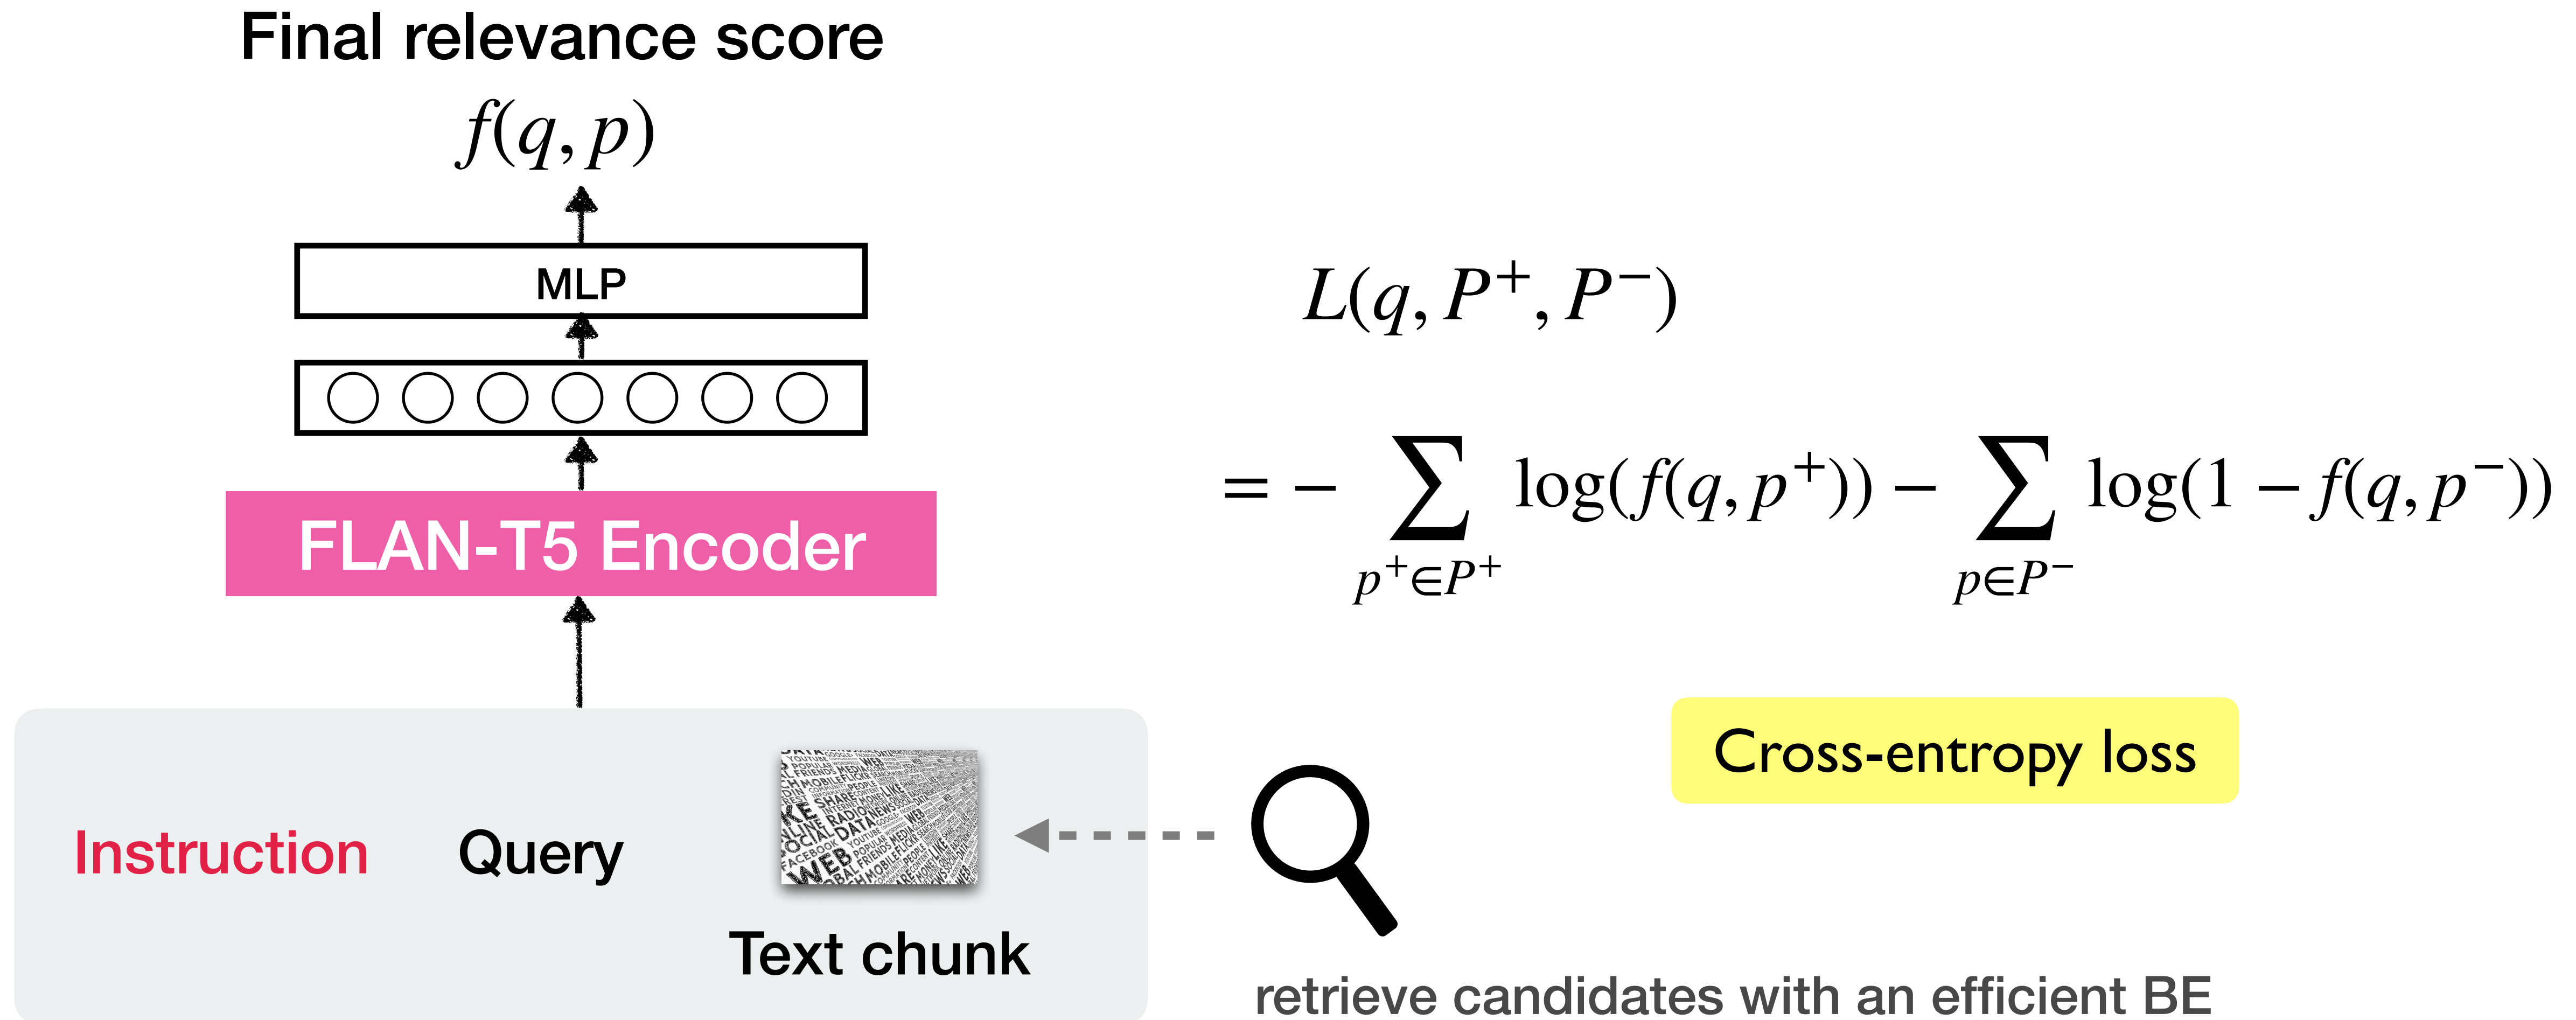 Final relevance score
f(q, p)
MLP
FLAN-T5 Encoder
Instruction
Query
Text chunk
L(q, P⁺, P⁻)
= − ∑ log(f(q, p⁺)) − ∑ log(1 − f(q, p⁻))
p⁺∈P⁺ p∈P⁻
Cross-entropy loss
retrieve candidates with an efficient BE
WEB